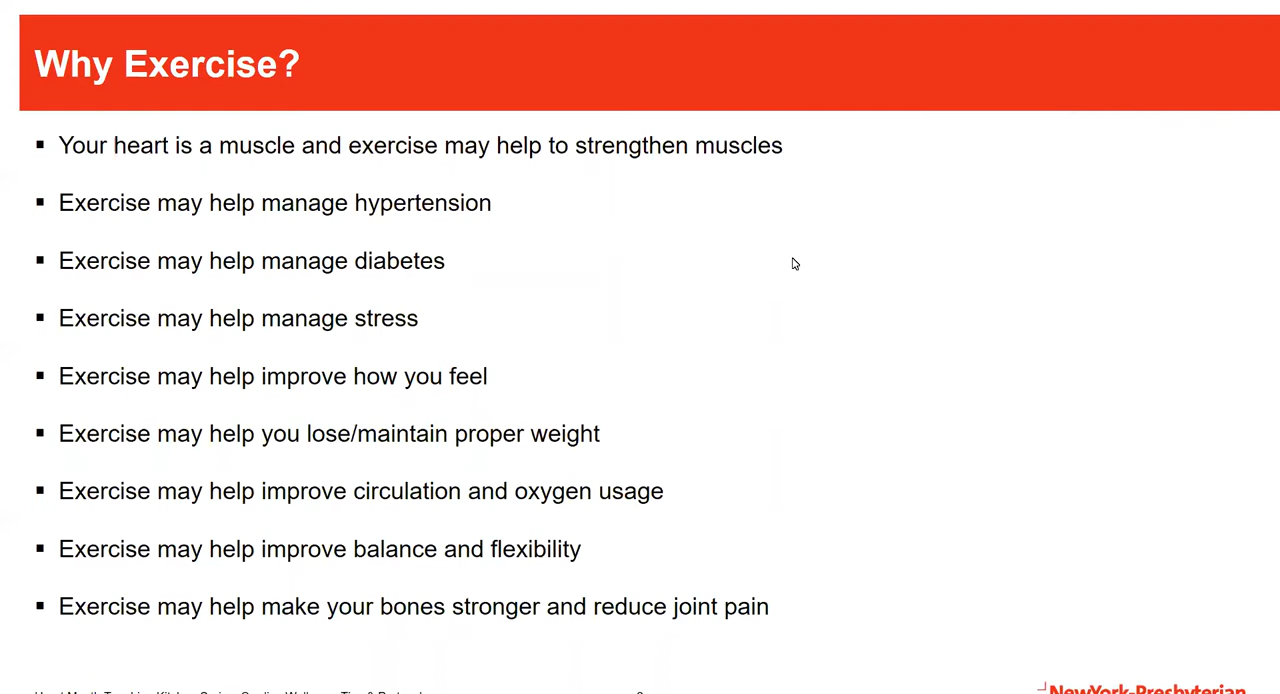 Why Exercise?
▪ Your heart is a muscle and exercise may help to strengthen muscles
▪ Exercise may help manage hypertension
▪ Exercise may help manage diabetes
▪ Exercise may help manage stress
▪ Exercise may help improve how you feel
▪ Exercise may help you lose/maintain proper weight
▪ Exercise may help improve circulation and oxygen usage
▪ Exercise may help improve balance and flexibility
▪ Exercise may help make your bones stronger and reduce joint pain
NewYork-Presbyterian